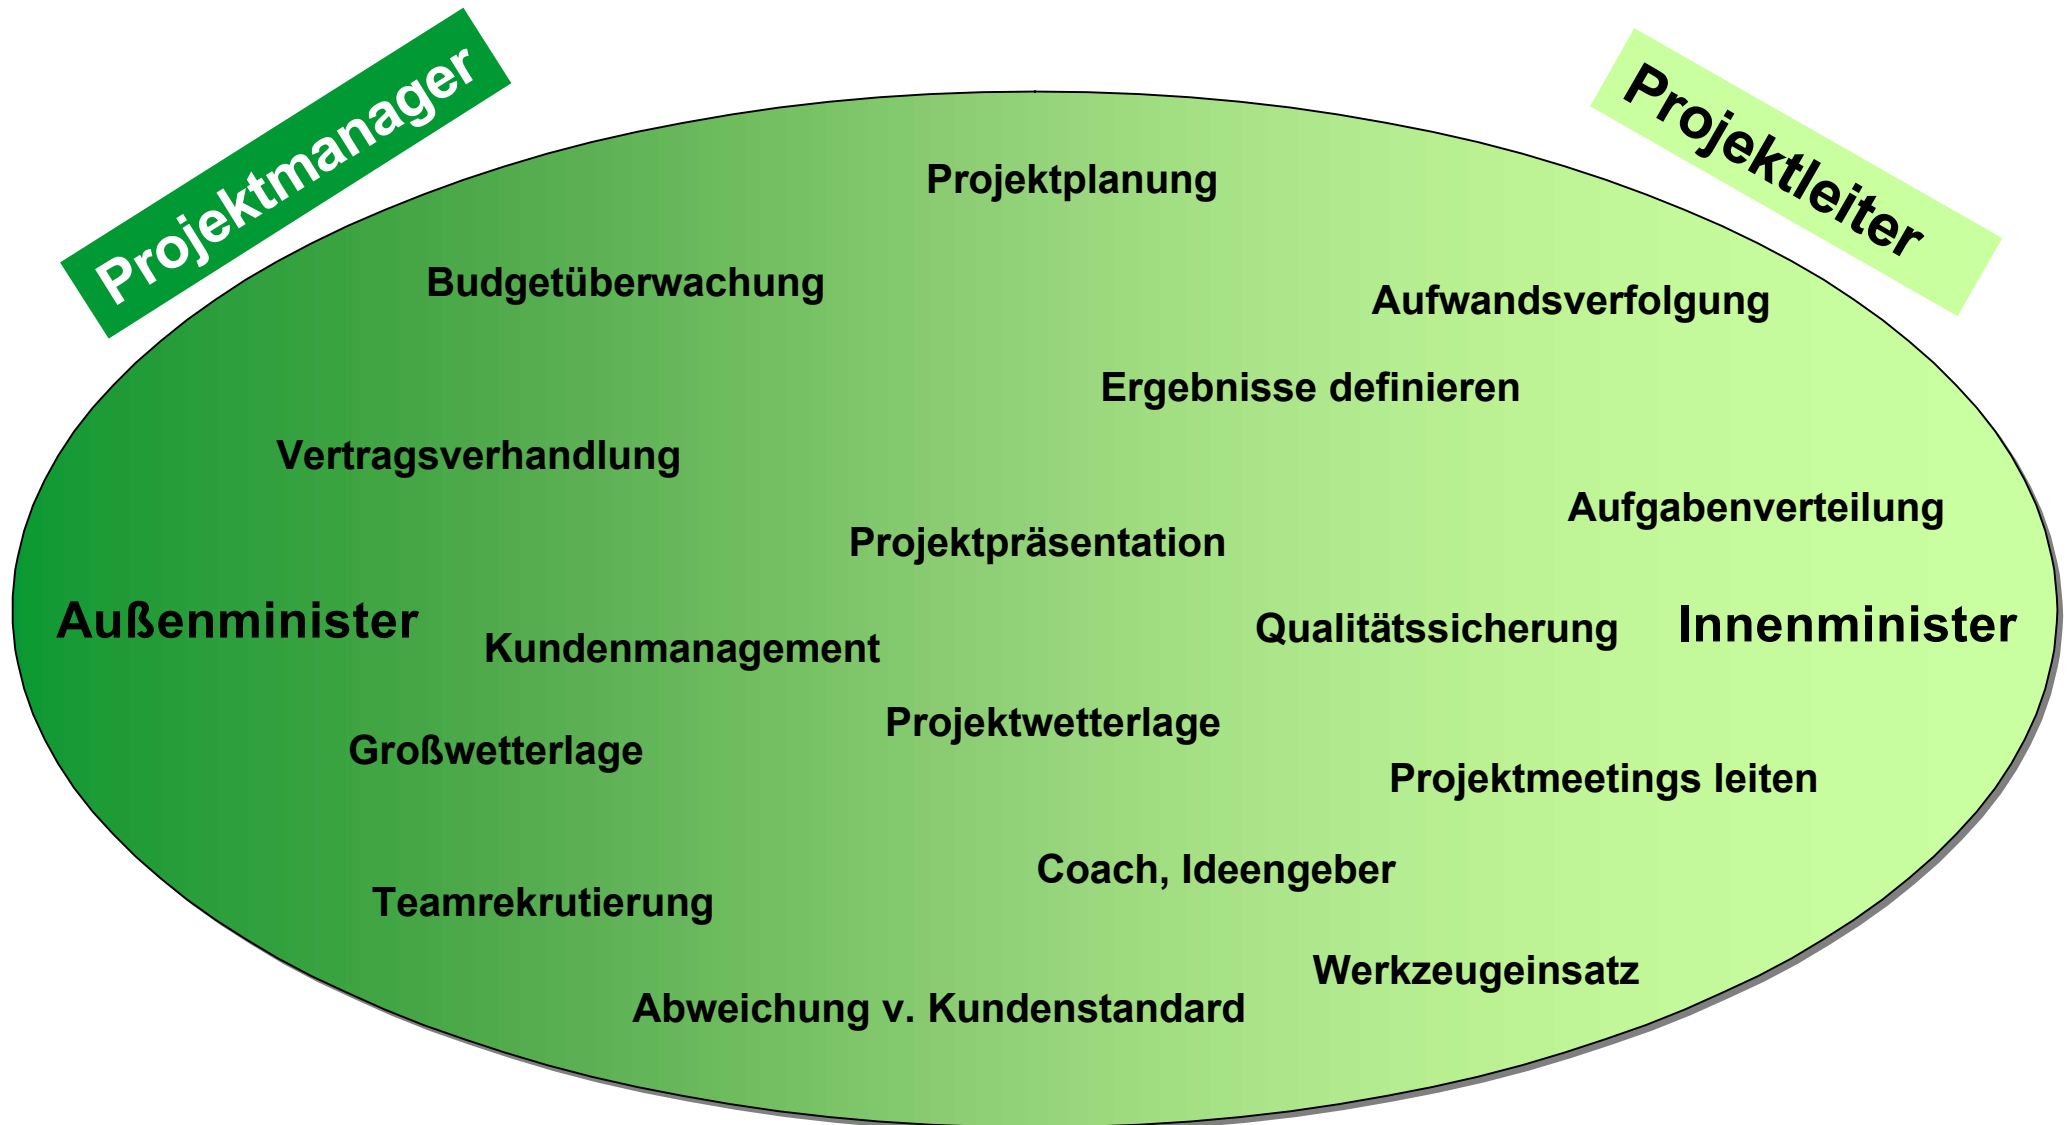 Projektmanager
Projektleiter
Projektplanung
Budgetüberwachung
Aufwandsverfolgung
Ergebnisse definieren
Vertragsverhandlung
Aufgabenverteilung
Projektpräsentation
Außenminister
Kundenmanagement
Qualitätssicherung
Innenminister
Projektwetterlage
Großwetterlage
Projektmeetings leiten
Coach, Ideengeber
Teamrekrutierung
Werkzeugeinsatz
Abweichung v. Kundenstandard